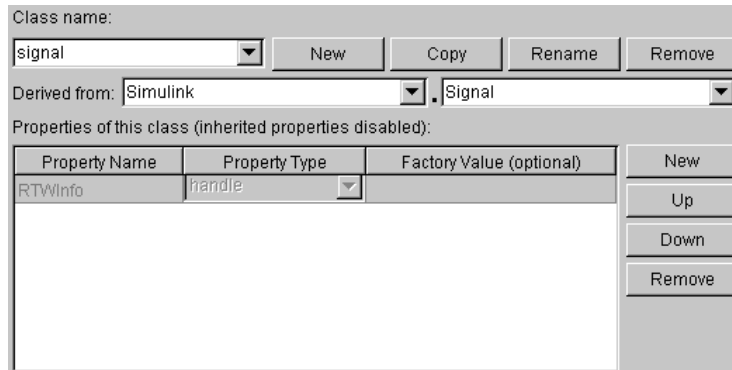 Class name:
signal New Copy Rename Remove
Derived from: Simulink . Signal
Properties of this class (inherited properties disabled):
Property Name Property Type Factory Value (optional) New
RTWInfo handle Up
Down
Remove